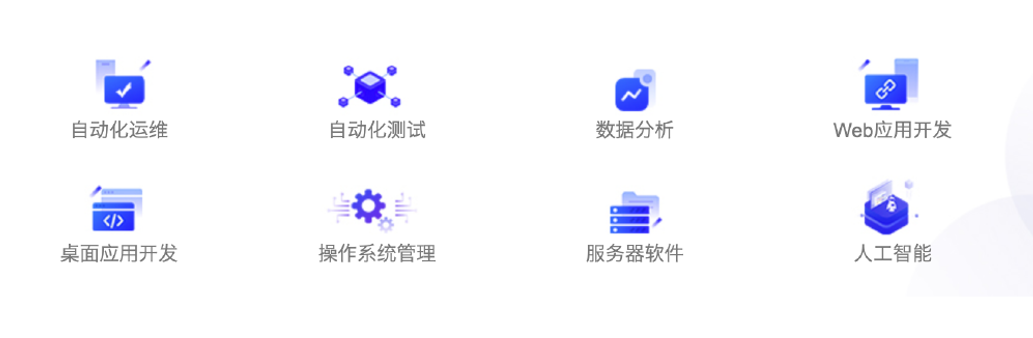 自动化运维
自动化测试
数据分析
Web应用开发
桌面应用开发
操作系统管理
服务器软件
人工智能